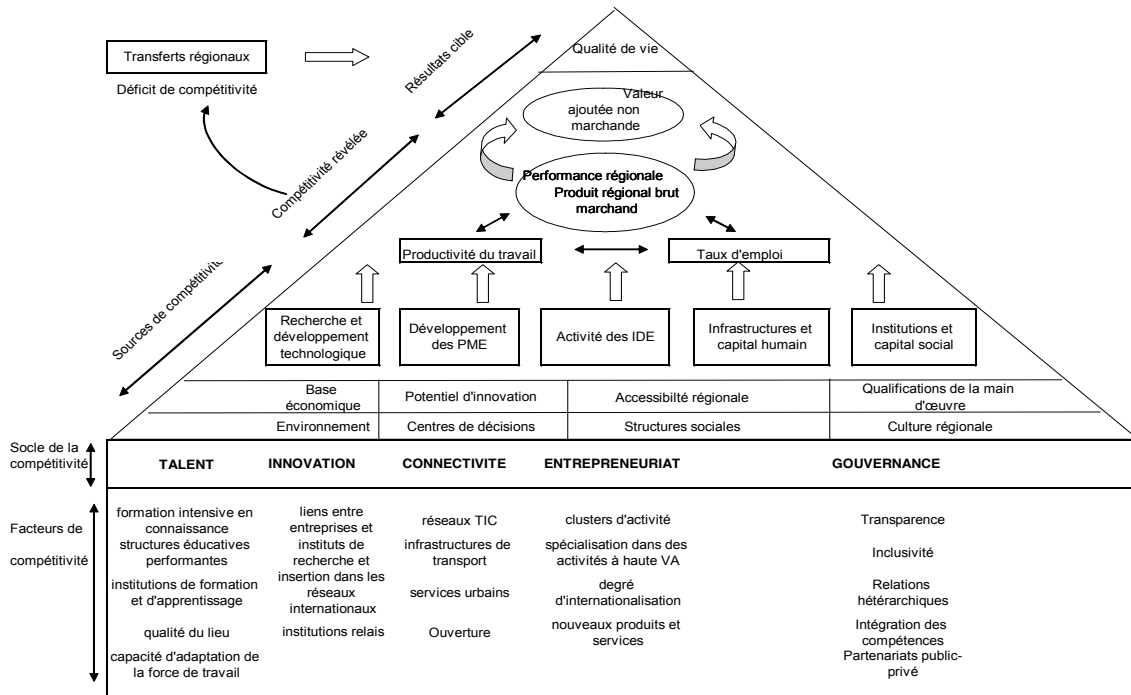 Qualité de vie
Transferts régionaux
Déficit de compétitivité
Résultats cible
Valeur
ajoutée non
marchande
Compétitivité révélée
Performance régionale
Produit régional brut
marchand
Productivité du travail
Taux d'emploi
Sources de compétitivité
Recherche et
développement
technologique
Développement
des PME
Activité des IDE
Infrastructures et
capital humain
Institutions et
capital social
Base
économique
Potentiel d'innovation
Accessibilté régionale
Qualifications de la main
d'œuvre
Environnement
Centres de décisions
Structures sociales
Culture régionale
Socle de la
compétitivité
TALENT
INNOVATION
CONNECTIVITE
ENTREPRENEURIAT
GOUVERNANCE
Facteurs de
compétitivité
formation intensive en
connaissance
structures éducatives
performantes
institutions de formation
et d'apprentissage
qualité du lieu
capacité d'adaptation de
la force de travail
liens entre
entreprises et
instituts de
recherche et
insertion dans les
réseaux
internationaux
institutions relais
réseaux TIC
infrastructures de
transport
services urbains
Ouverture
clusters d'activité
spécialisation dans des
activités à haute VA
degré
d'internationalisation
nouveaux produits et
services
Transparence
Inclusivité
Relations
hétérarchiques
Intégration des
compétences
Partenariats public-
privé